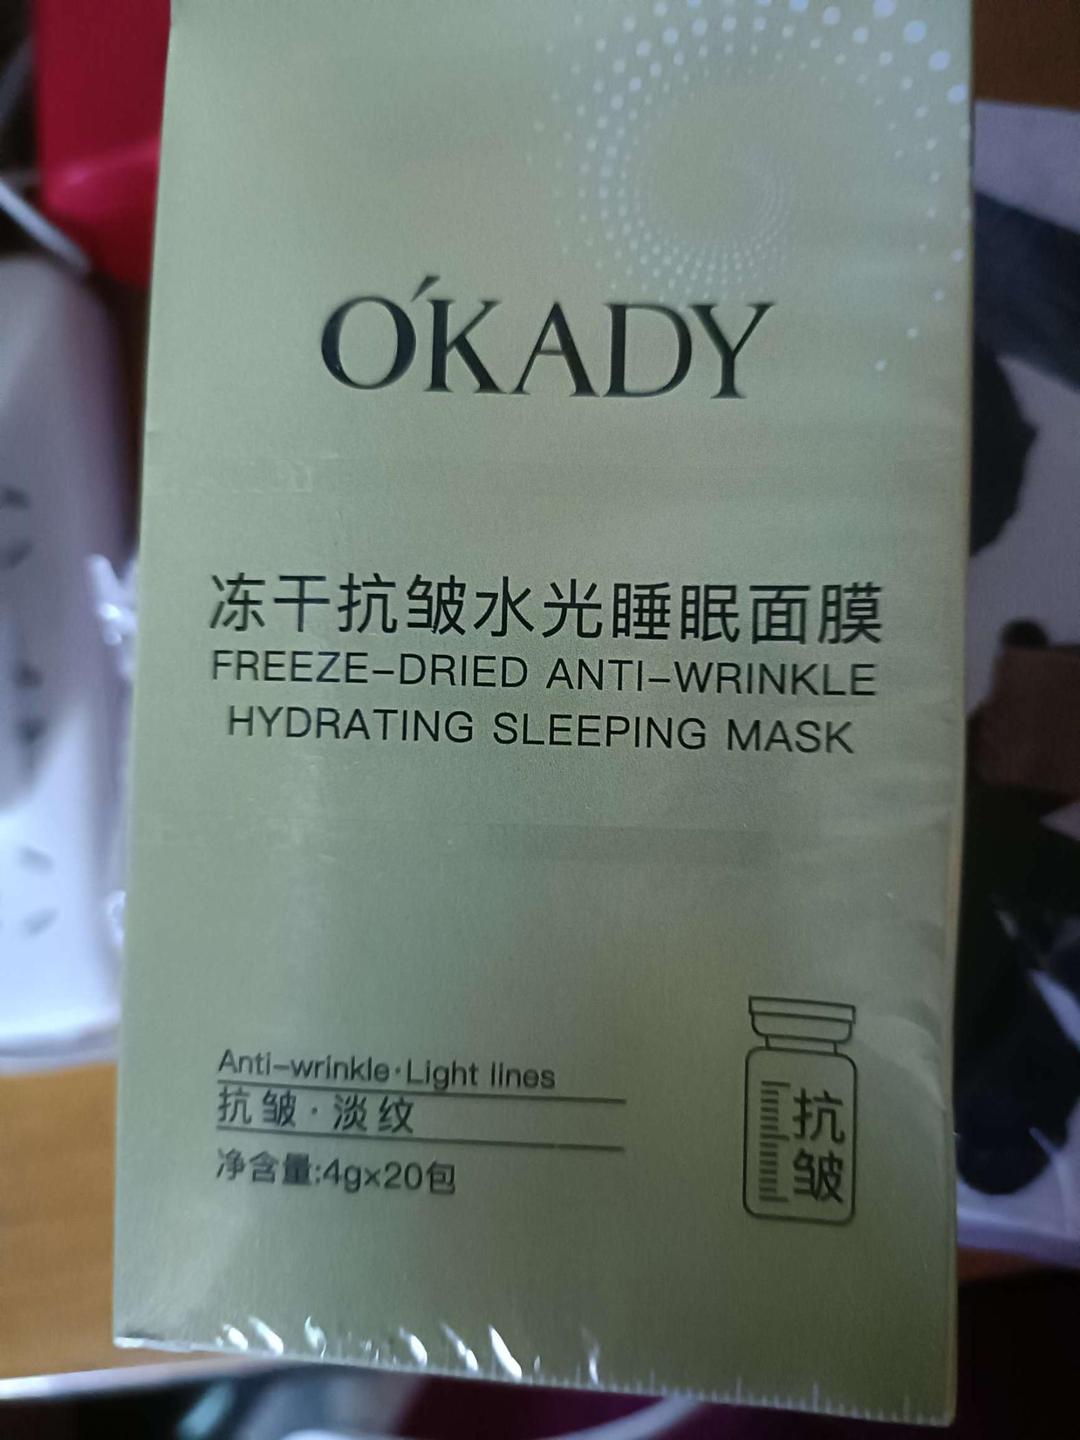 O'KADY
冻干抗皱水光睡眠面膜
FREEZE-DRIED ANTI-WRINKLE
HYDRATING SLEEPING MASK
Anti-wrinkle·Light lines
抗皱·淡纹
净含量:4g×20包
抗
皱